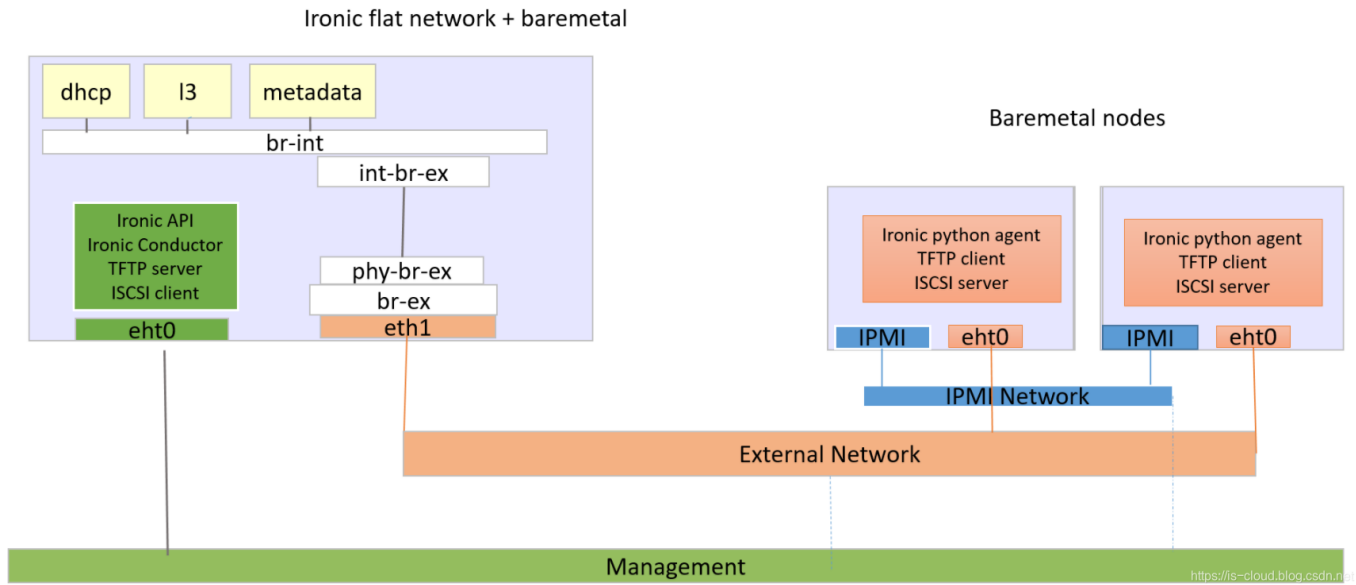 Ironic flat network + baremetal
dhcp
l3
metadata
br-int
int-br-ex
Ironic API
Ironic Conductor
TFTP server
ISCSI client
eht0
phy-br-ex
br-ex
eth1
Baremetal nodes
Ironic python agent
TFTP client
ISCSI server
IPMI
eht0
Ironic python agent
TFTP client
ISCSI server
IPMI
eht0
IPMI Network
External Network
Management
https://is-cloud.blog.csdn.net